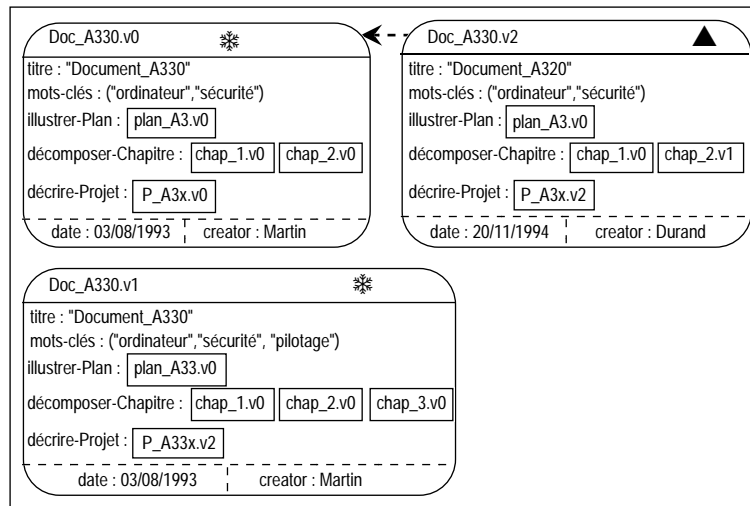 Doc_A330.v0
titre : "Document_A330"
mots-clés : ("ordinateur","sécurité")
illustrer-Plan : plan_A3.v0
décomposer-Chapitre : chap_1.v0 chap_2.v0
décrire-Projet : P_A3x.v0
date : 03/08/1993 creator : Martin
Doc_A330.v2
titre : "Document_A320"
mots-clés : ("ordinateur","sécurité")
illustrer-Plan : plan_A3.v0
décomposer-Chapitre : chap_1.v0 chap_2.v1
décrire-Projet : P_A3x.v2
date : 20/11/1994 creator : Durand
Doc_A330.v1
titre : "Document_A330"
mots-clés : ("ordinateur","sécurité", "pilotage")
illustrer-Plan : plan_A33.v0
décomposer-Chapitre : chap_1.v0 chap_2.v0 chap_3.v0
décrire-Projet : P_A33x.v2
date : 03/08/1993 creator : Martin